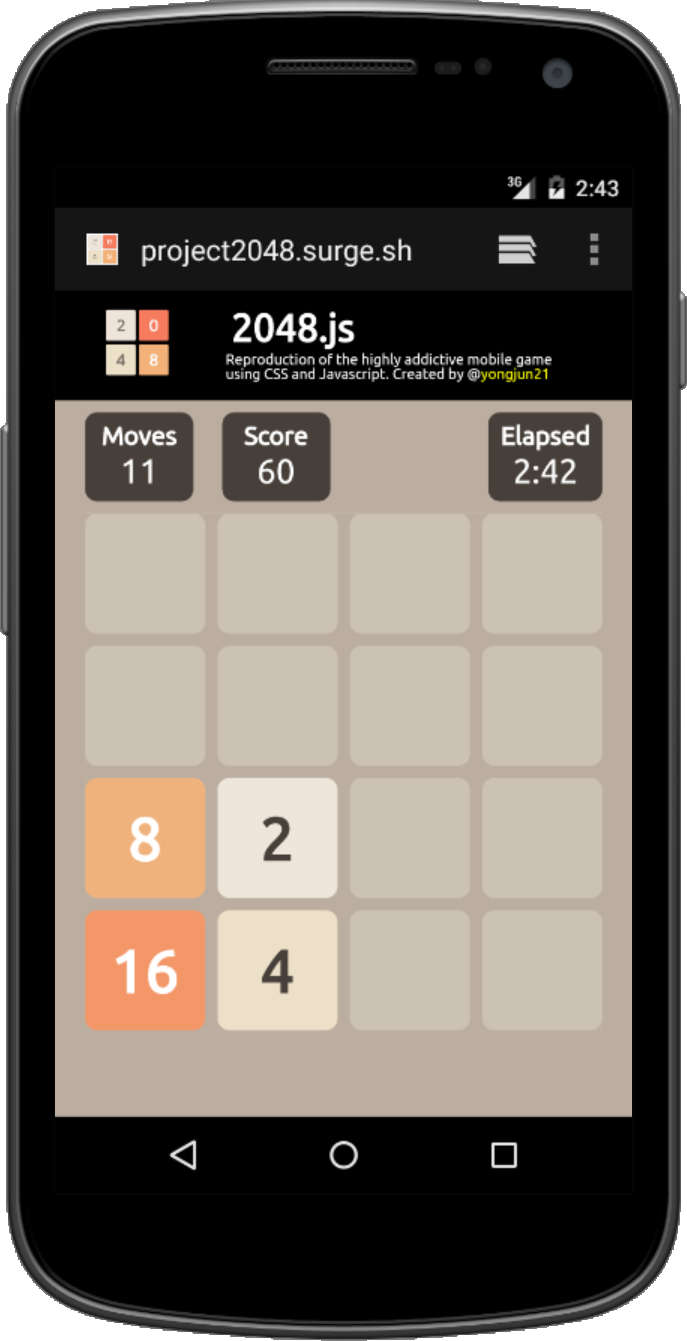 3G 2:43
project2048.surge.sh
2 0
4 8
2048.js
Reproduction of the highly addictive mobile game
using CSS and Javascript. Created by @yongjun21
Moves Score Elapsed
11 60 2:42
8 2
16 4